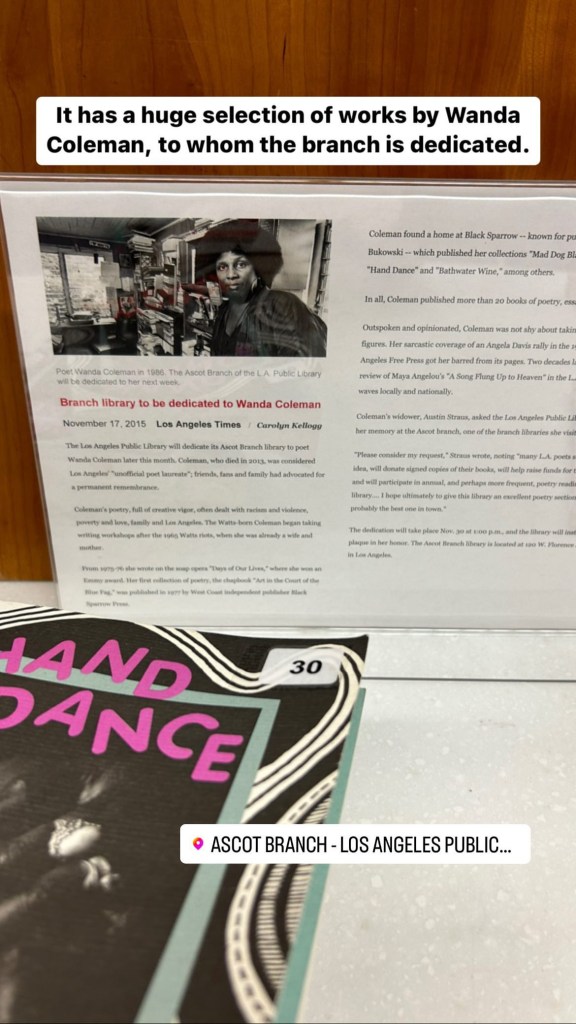 It has a huge selection of works by Wanda
Coleman, to whom the branch is dedicated.
Poet Wanda Coleman in 1986. The Ascot Branch of the L.A. Public Library
will be dedicated to her next week.
Branch library to be dedicated to Wanda Coleman
November 17, 2015 Los Angeles Times / Carolyn Kellogg
The Los Angeles Public Library will dedicate its Ascot Branch library to poet
Wanda Coleman later this month. Coleman, who died in 2013, was considered
Los Angeles' "unofficial poet laureate"; friends, fans and family had advocated for
a permanent remembrance.
Coleman's poetry, full of creative vigor, often dealt with racism and violence,
poverty and love, family and Los Angeles. The Watts-born Coleman began taking
writing workshops after the 1965 Watts riots, when she was already a wife and
mother.
From 1975-76 she wrote on the soap opera "Days of Our Lives," where she won an
Emmy award. Her first collection of poetry, the chapbook "Art in the Court of the
Blue Fag," was published in 1977 by West Coast independent publisher Black
Sparrow Press.
Coleman found a home at Black Sparrow -- known for pu
Bukowski -- which published her collections "Mad Dog Bl
"Hand Dance" and "Bathwater Wine," among others.
In all, Coleman published more than 20 books of poetry, ess
Outspoken and opinionated, Coleman was not shy about takin
figures. Her sarcastic coverage of an Angela Davis rally in the
Angeles Free Press got her barred from its pages. Two decades
review of Maya Angelou's "A Song Flung Up to Heaven" in the L.
waves locally and nationally.
Coleman's widower, Austin Straus, asked the Los Angeles Public Li
her memory at the Ascot branch, one of the branch libraries she visit
"Please consider my request," Straus wrote, noting "many L.A. poets
idea, will donate signed copies of their books, will help raise funds for
and will participate in annual, and perhaps more frequent, poetry readi
library... I hope ultimately to give this library an excellent poetry section
probably the best one in town."
The dedication will take place Nov. 30 at 1:00 p.m., and the library will inst
plaque in her honor. The Ascot Branch library is located at 120 W. Florence
in Los Angeles.
30
HAND
DANCE
ASCOT BRANCH - LOS ANGELES PUBLIC...